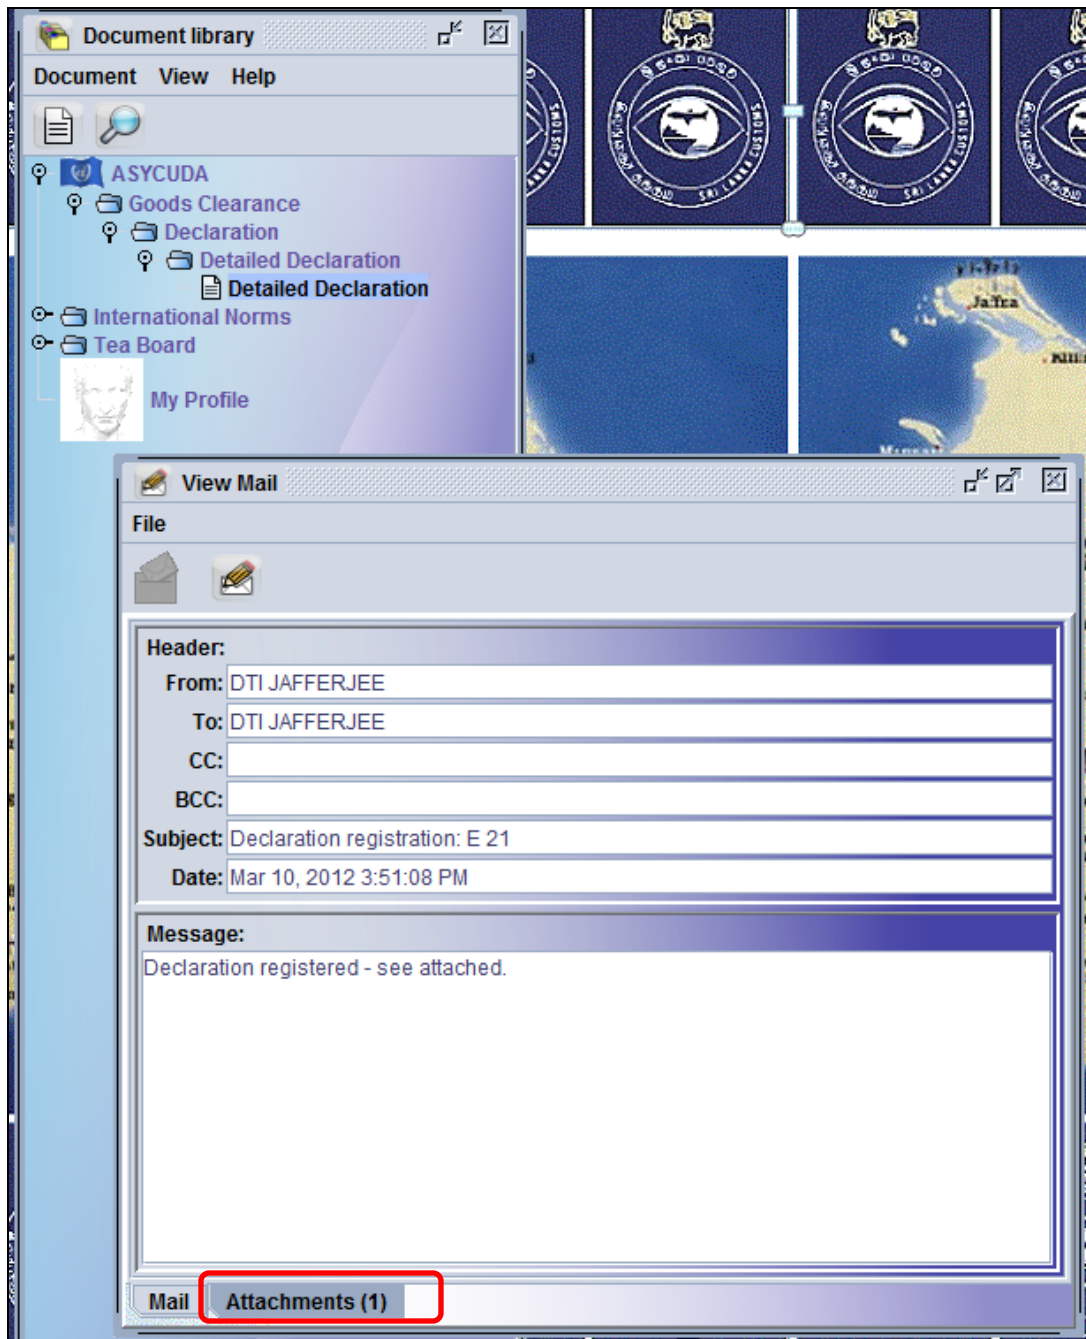 Document library
Document View Help
ASYCUDA
Goods Clearance
Declaration
Detailed Declaration
Detailed Declaration
International Norms
Tea Board
My Profile
SRI LANKA CUSTOMS
SRI LANKA CUSTOMS
Jaffna
View Mail
File
Header:
From: DTI JAFFERJEE
To: DTI JAFFERJEE
CC:
BCC:
Subject: Declaration registration: E 21
Date: Mar 10, 2012 3:51:08 PM
Message:
Declaration registered - see attached.
Mail Attachments (1)